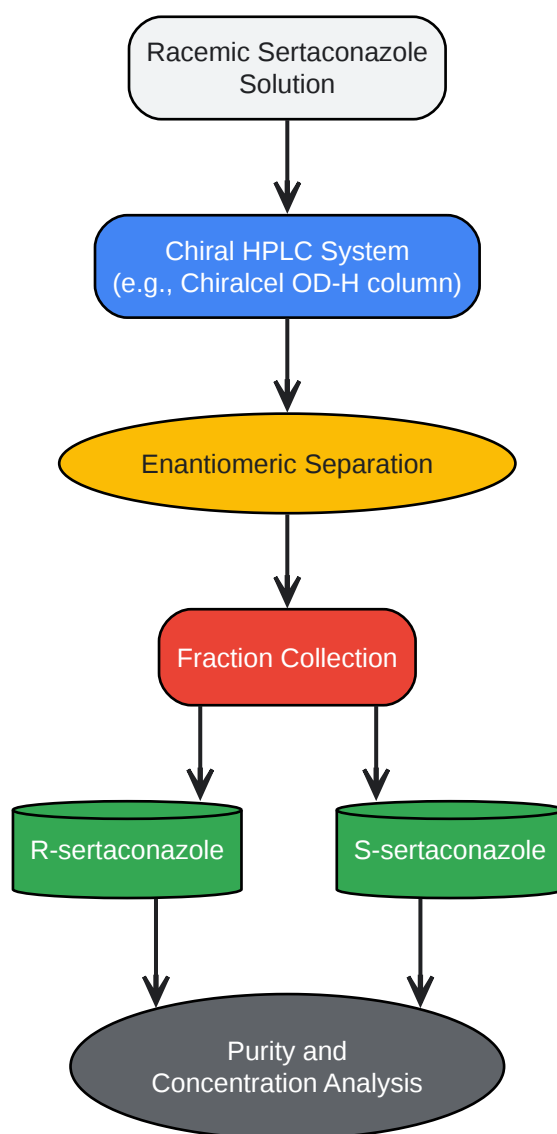 Racemic Sertaconazole
Solution
Chiral HPLC System
(e.g., Chiralcel OD-H column)
Enantiomeric Separation
Fraction Collection
R-sertaconazole
S-sertaconazole
Purity and
Concentration Analysis